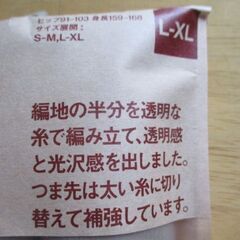 ヒップ91-103 身長159-168
サイズ展開:
S-M,L-XL
L-XL
編地の半分を透明な
糸で編み立て、透明感
と光沢感を出しました。
つま先は太い糸に切り
替えて補強しています。